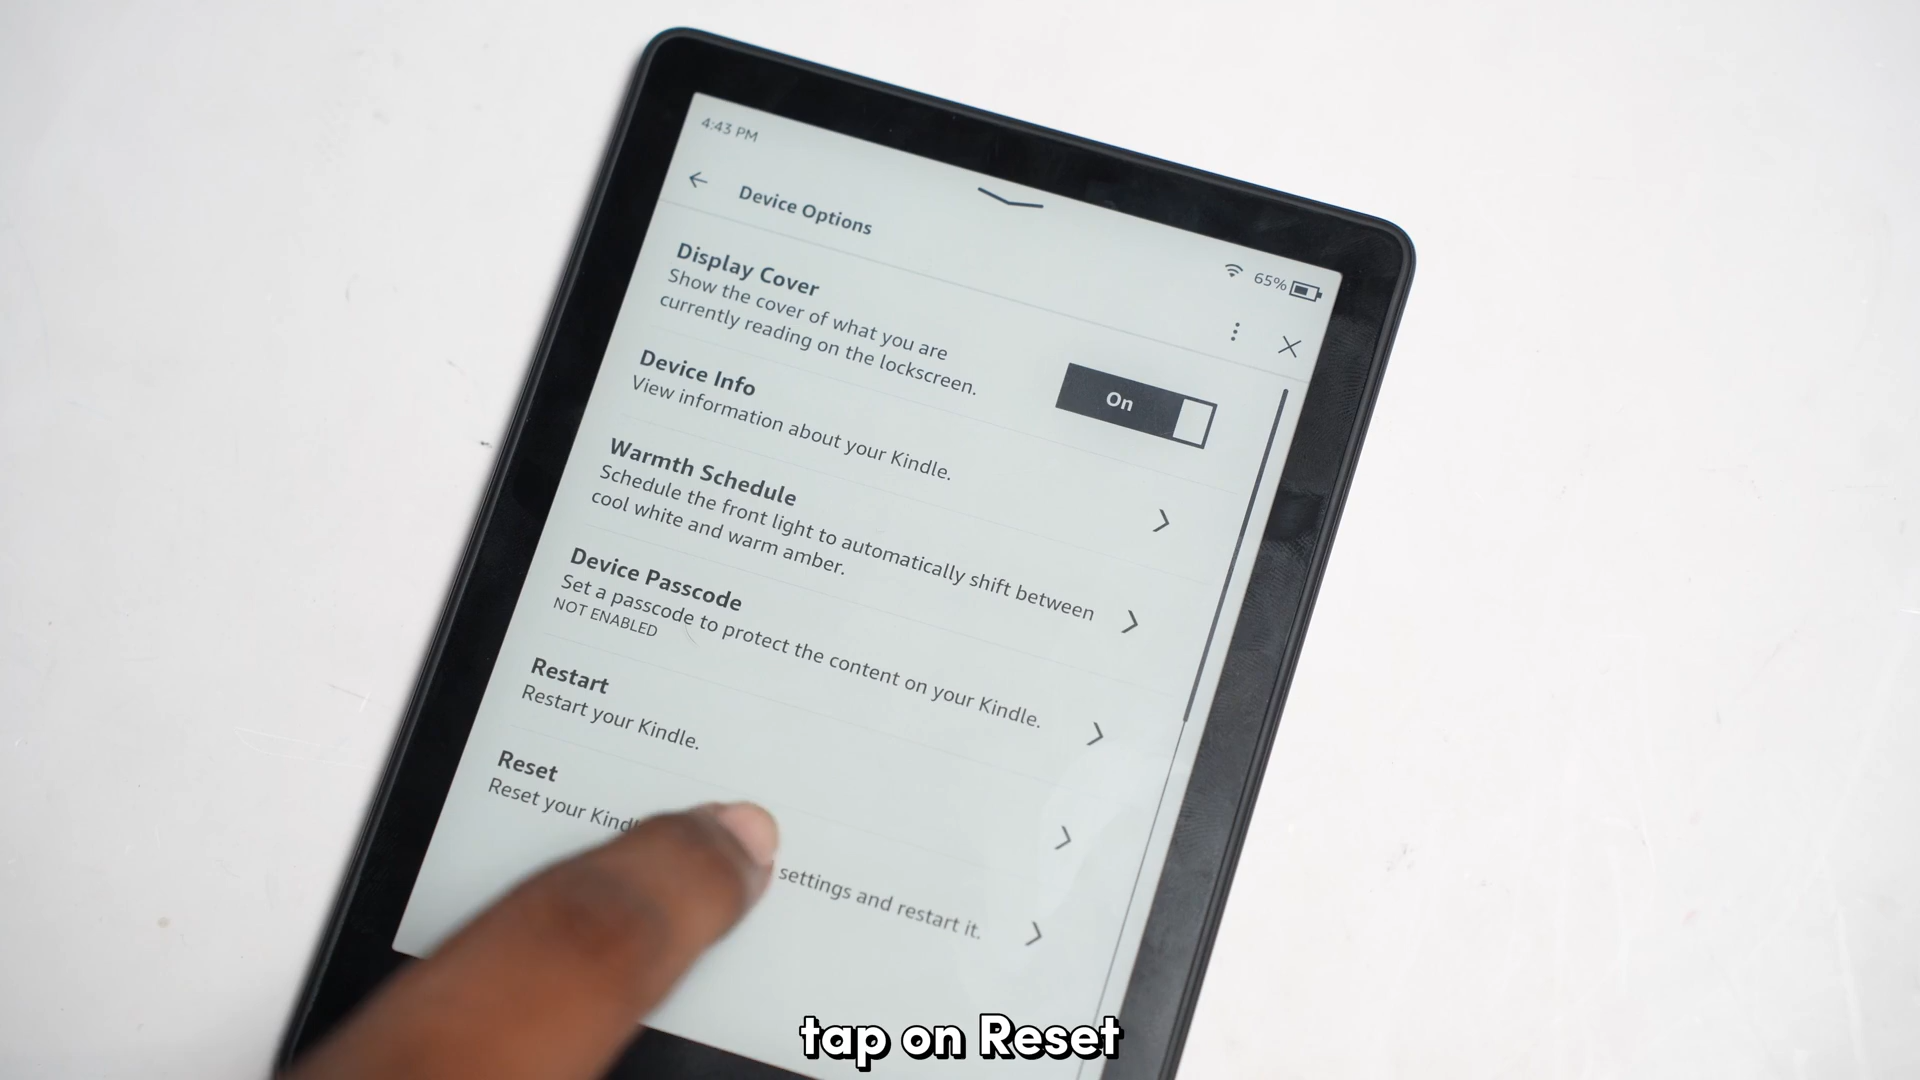 4:43 PM
65%
Device Options
Display Cover
Show the cover of what you are
currently reading on the lockscreen.
On
Device Info
View information about your Kindle.
Warmth Schedule
Schedule the front light to automatically shift between
cool white and warm amber.
Device Passcode
Set a passcode to protect the content on your Kindle.
NOT ENABLED
Restart
Restart your Kindle.
Reset
Reset your settings and restart it.
tap on Reset